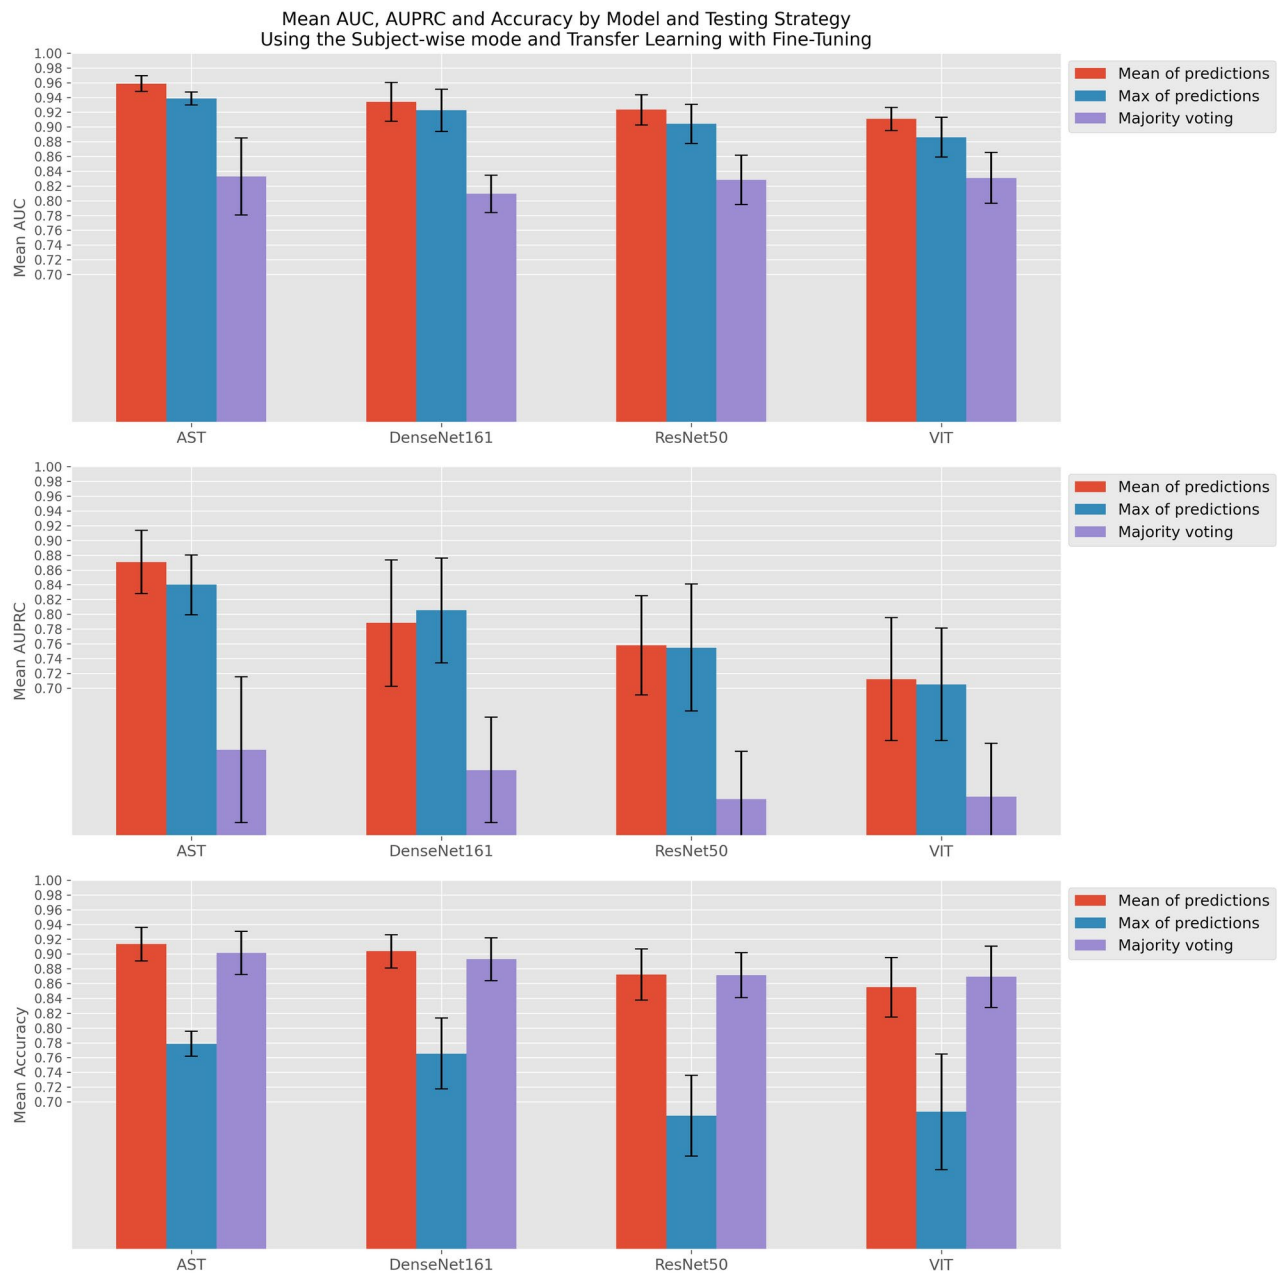 Mean AUC, AUPRC and Accuracy by Model and Testing Strategy
Using the Subject-wise mode and Transfer Learning with Fine-Tuning
Mean AUC
1.00
0.98
0.96
0.94
0.92
0.90
0.88
0.86
0.84
0.82
0.80
0.78
0.76
0.74
0.72
0.70
AST
DenseNet161
ResNet50
VIT
Mean of predictions
Max of predictions
Majority voting
Mean AUPRC
1.00
0.98
0.96
0.94
0.92
0.90
0.88
0.86
0.84
0.82
0.80
0.78
0.76
0.74
0.72
0.70
AST
DenseNet161
ResNet50
VIT
Mean of predictions
Max of predictions
Majority voting
Mean Accuracy
1.00
0.98
0.96
0.94
0.92
0.90
0.88
0.86
0.84
0.82
0.80
0.78
0.76
0.74
0.72
0.70
AST
DenseNet161
ResNet50
VIT
Mean of predictions
Max of predictions
Majority voting